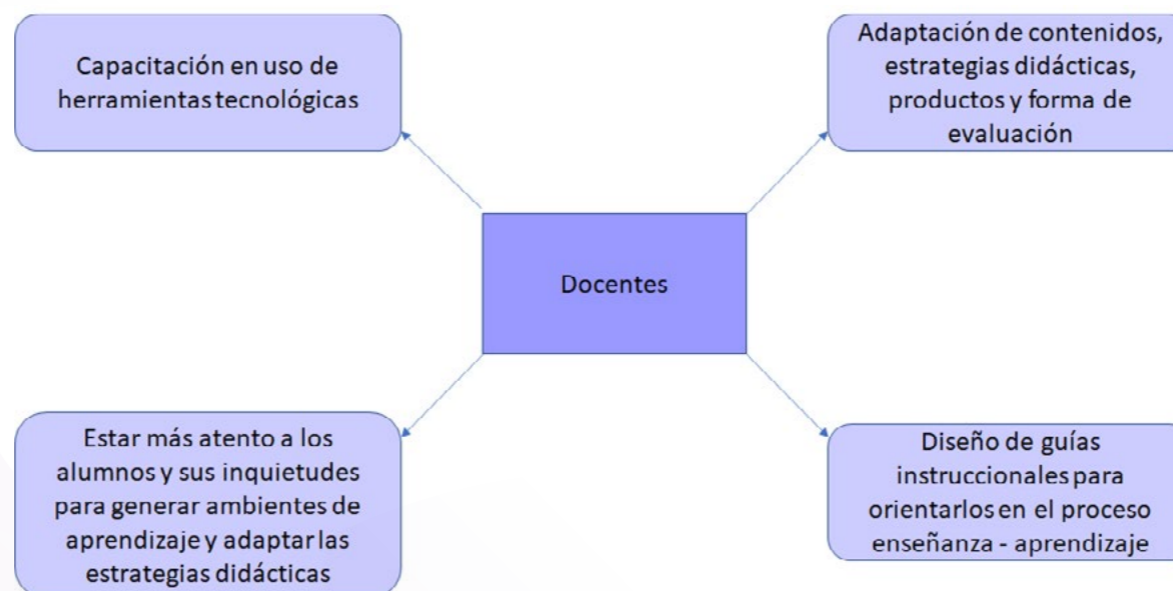 Capacitación en uso de
herramientas tecnológicas
Adaptación de contenidos,
estrategias didácticas,
productos y forma de
evaluación
Docentes
Estar más atento a los
alumnos y sus inquietudes
para generar ambientes de
aprendizaje y adaptar las
estrategias didácticas
Diseño de guías
instruccionales para
orientarlos en el proceso
enseñanza - aprendizaje